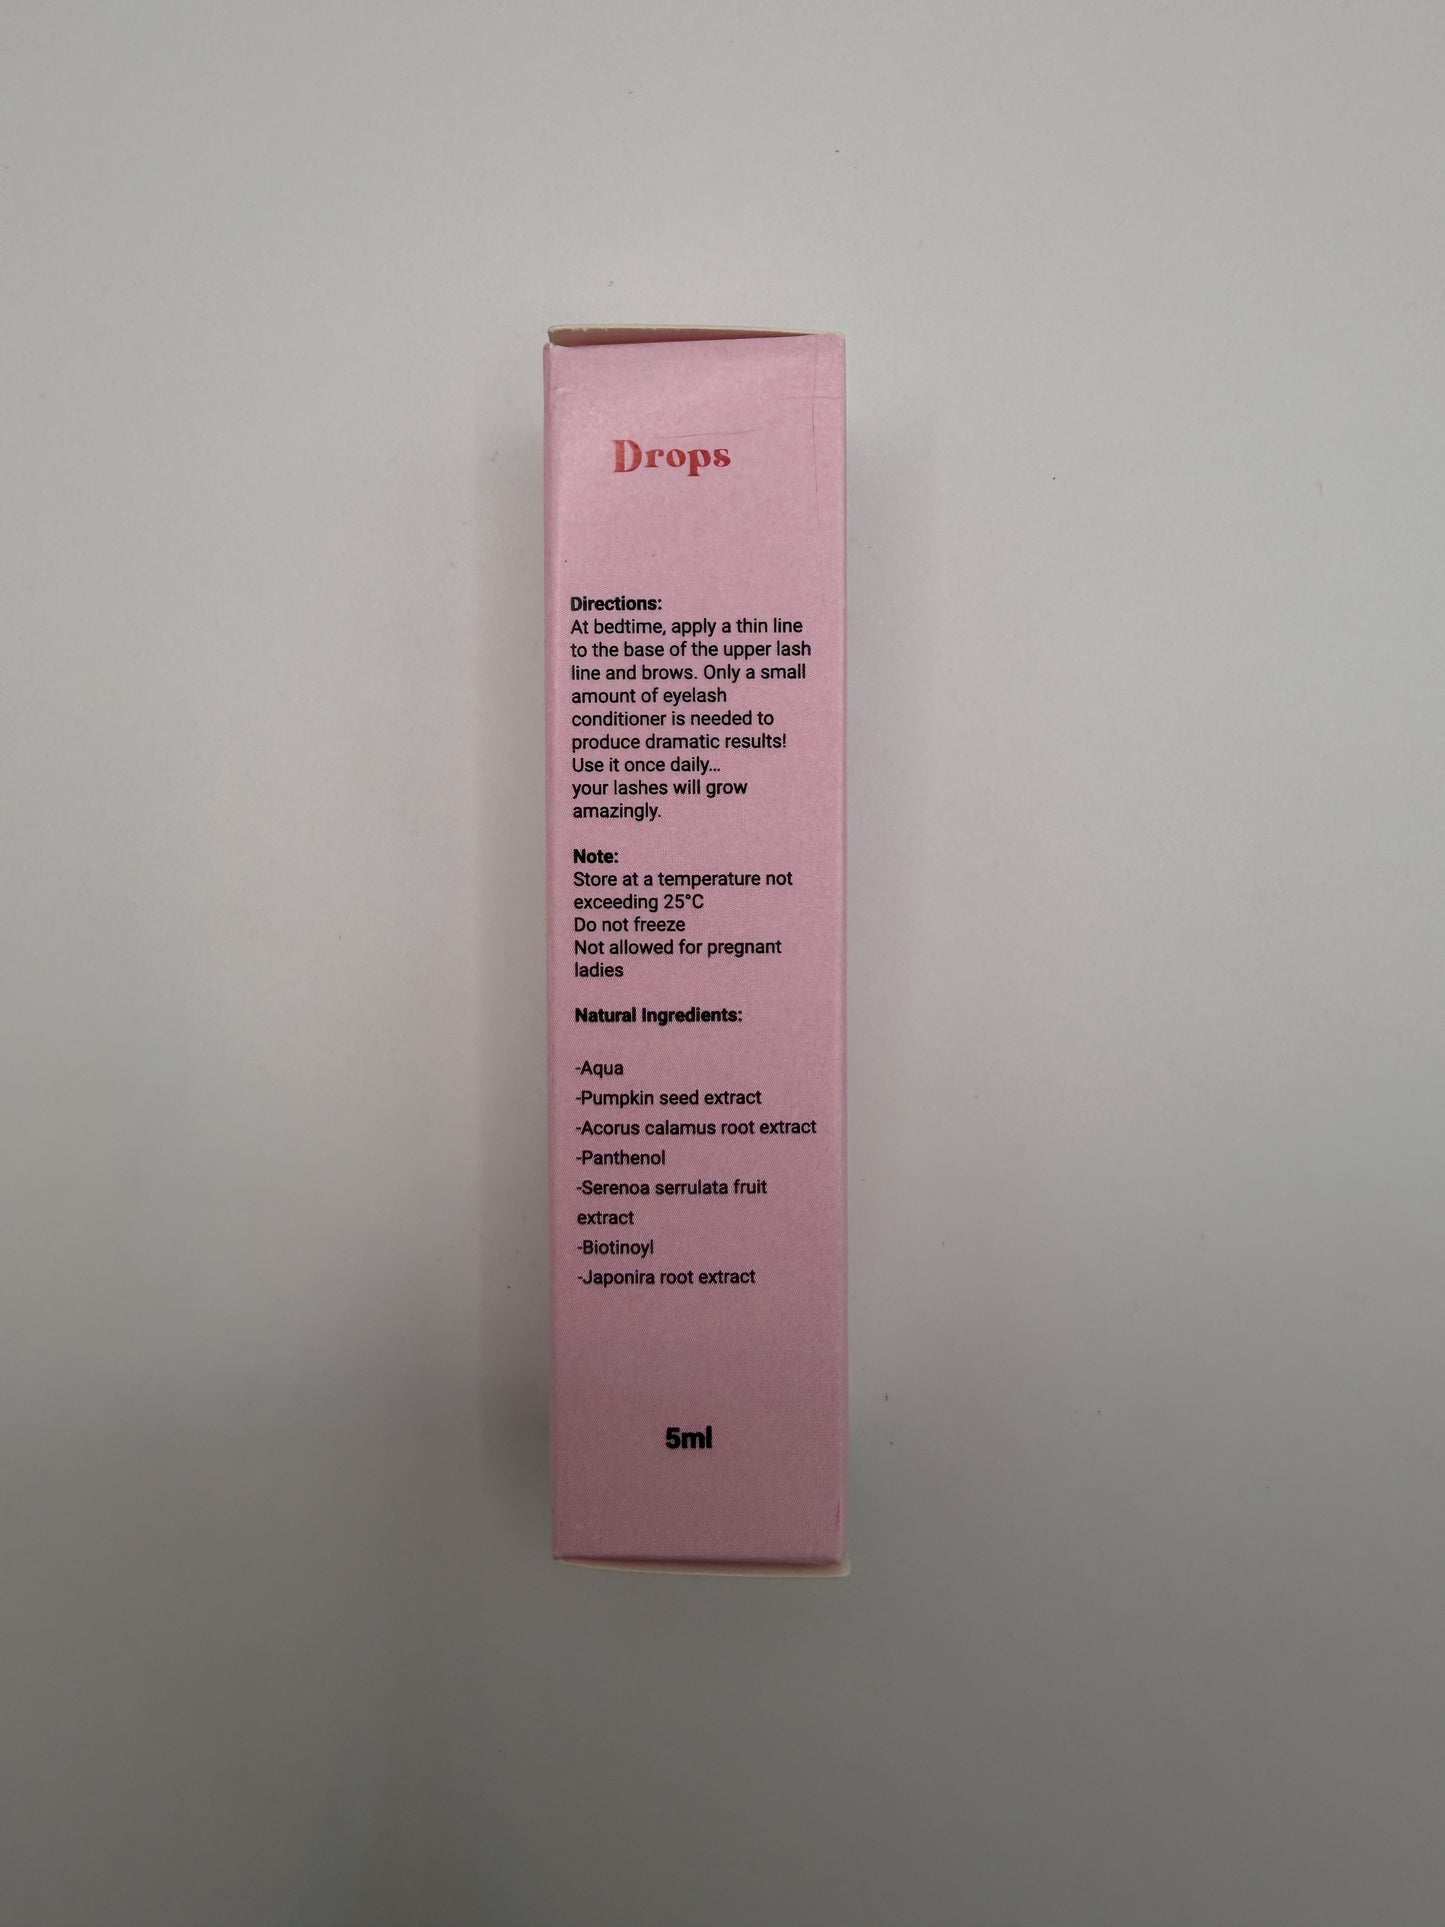 Drops
Directions:
At bedtime, apply a thin line
to the base of the upper lash
line and brows. Only a small
amount of eyelash
conditioner is needed to
produce dramatic results!
Use it once daily...
your lashes will grow
amazingly.
Note:
Store at a temperature not
exceeding 25°C
Do not freeze
Not allowed for pregnant
ladies
Natural Ingredients:
-Aqua
-Pumpkin seed extract
-Acorus calamus root extract
-Panthenol
-Serenoa serrulata fruit
extract
-Biotinoyl
-Japonira root extract
5ml